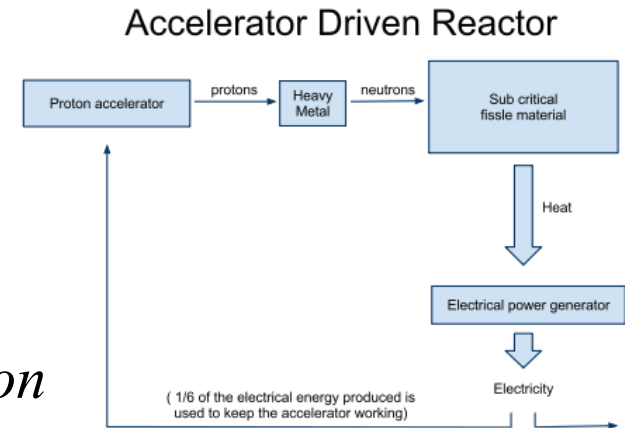 Accelerator Driven Reactor
protons
neutrons
Proton accelerator
Heavy
Metal
Sub critical
fissle material
Heat
Electrical power generator
on
Electricity
( 1/6 of the electrical energy produced is
used to keep the accelerator working)